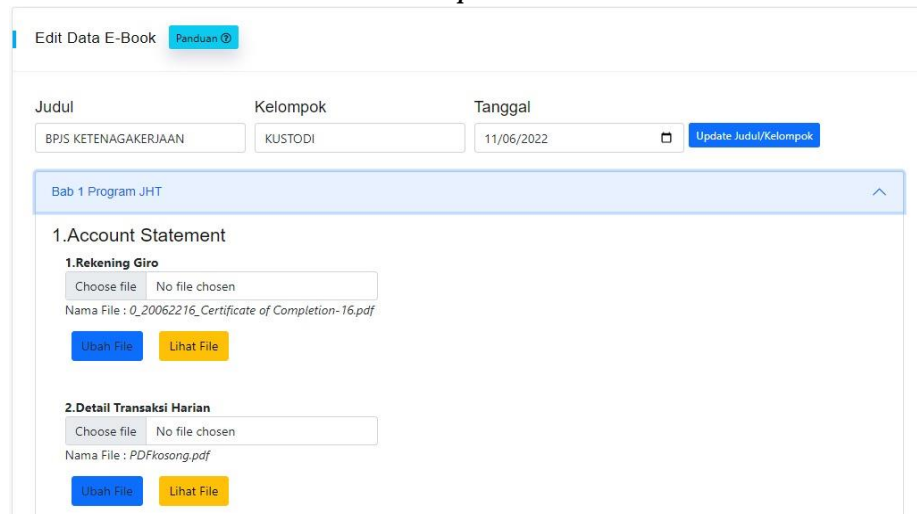 Edit Data E-Book Panduan
Judul Kelompok Tanggal
BPJS KETENAGAKERJAAN KUSTODI 11/06/2022 Update Judul/Kelompok
Bab 1 Program JHT
1.Account Statement
1.Rekening Giro
Choose file No file chosen
Nama File : 0_20062216_Certificate of Completion-16.pdf
Ubah File Lihat File
2.Detail Transaksi Harian
Choose file No file chosen
Nama File : PDFkosong.pdf
Ubah File Lihat File